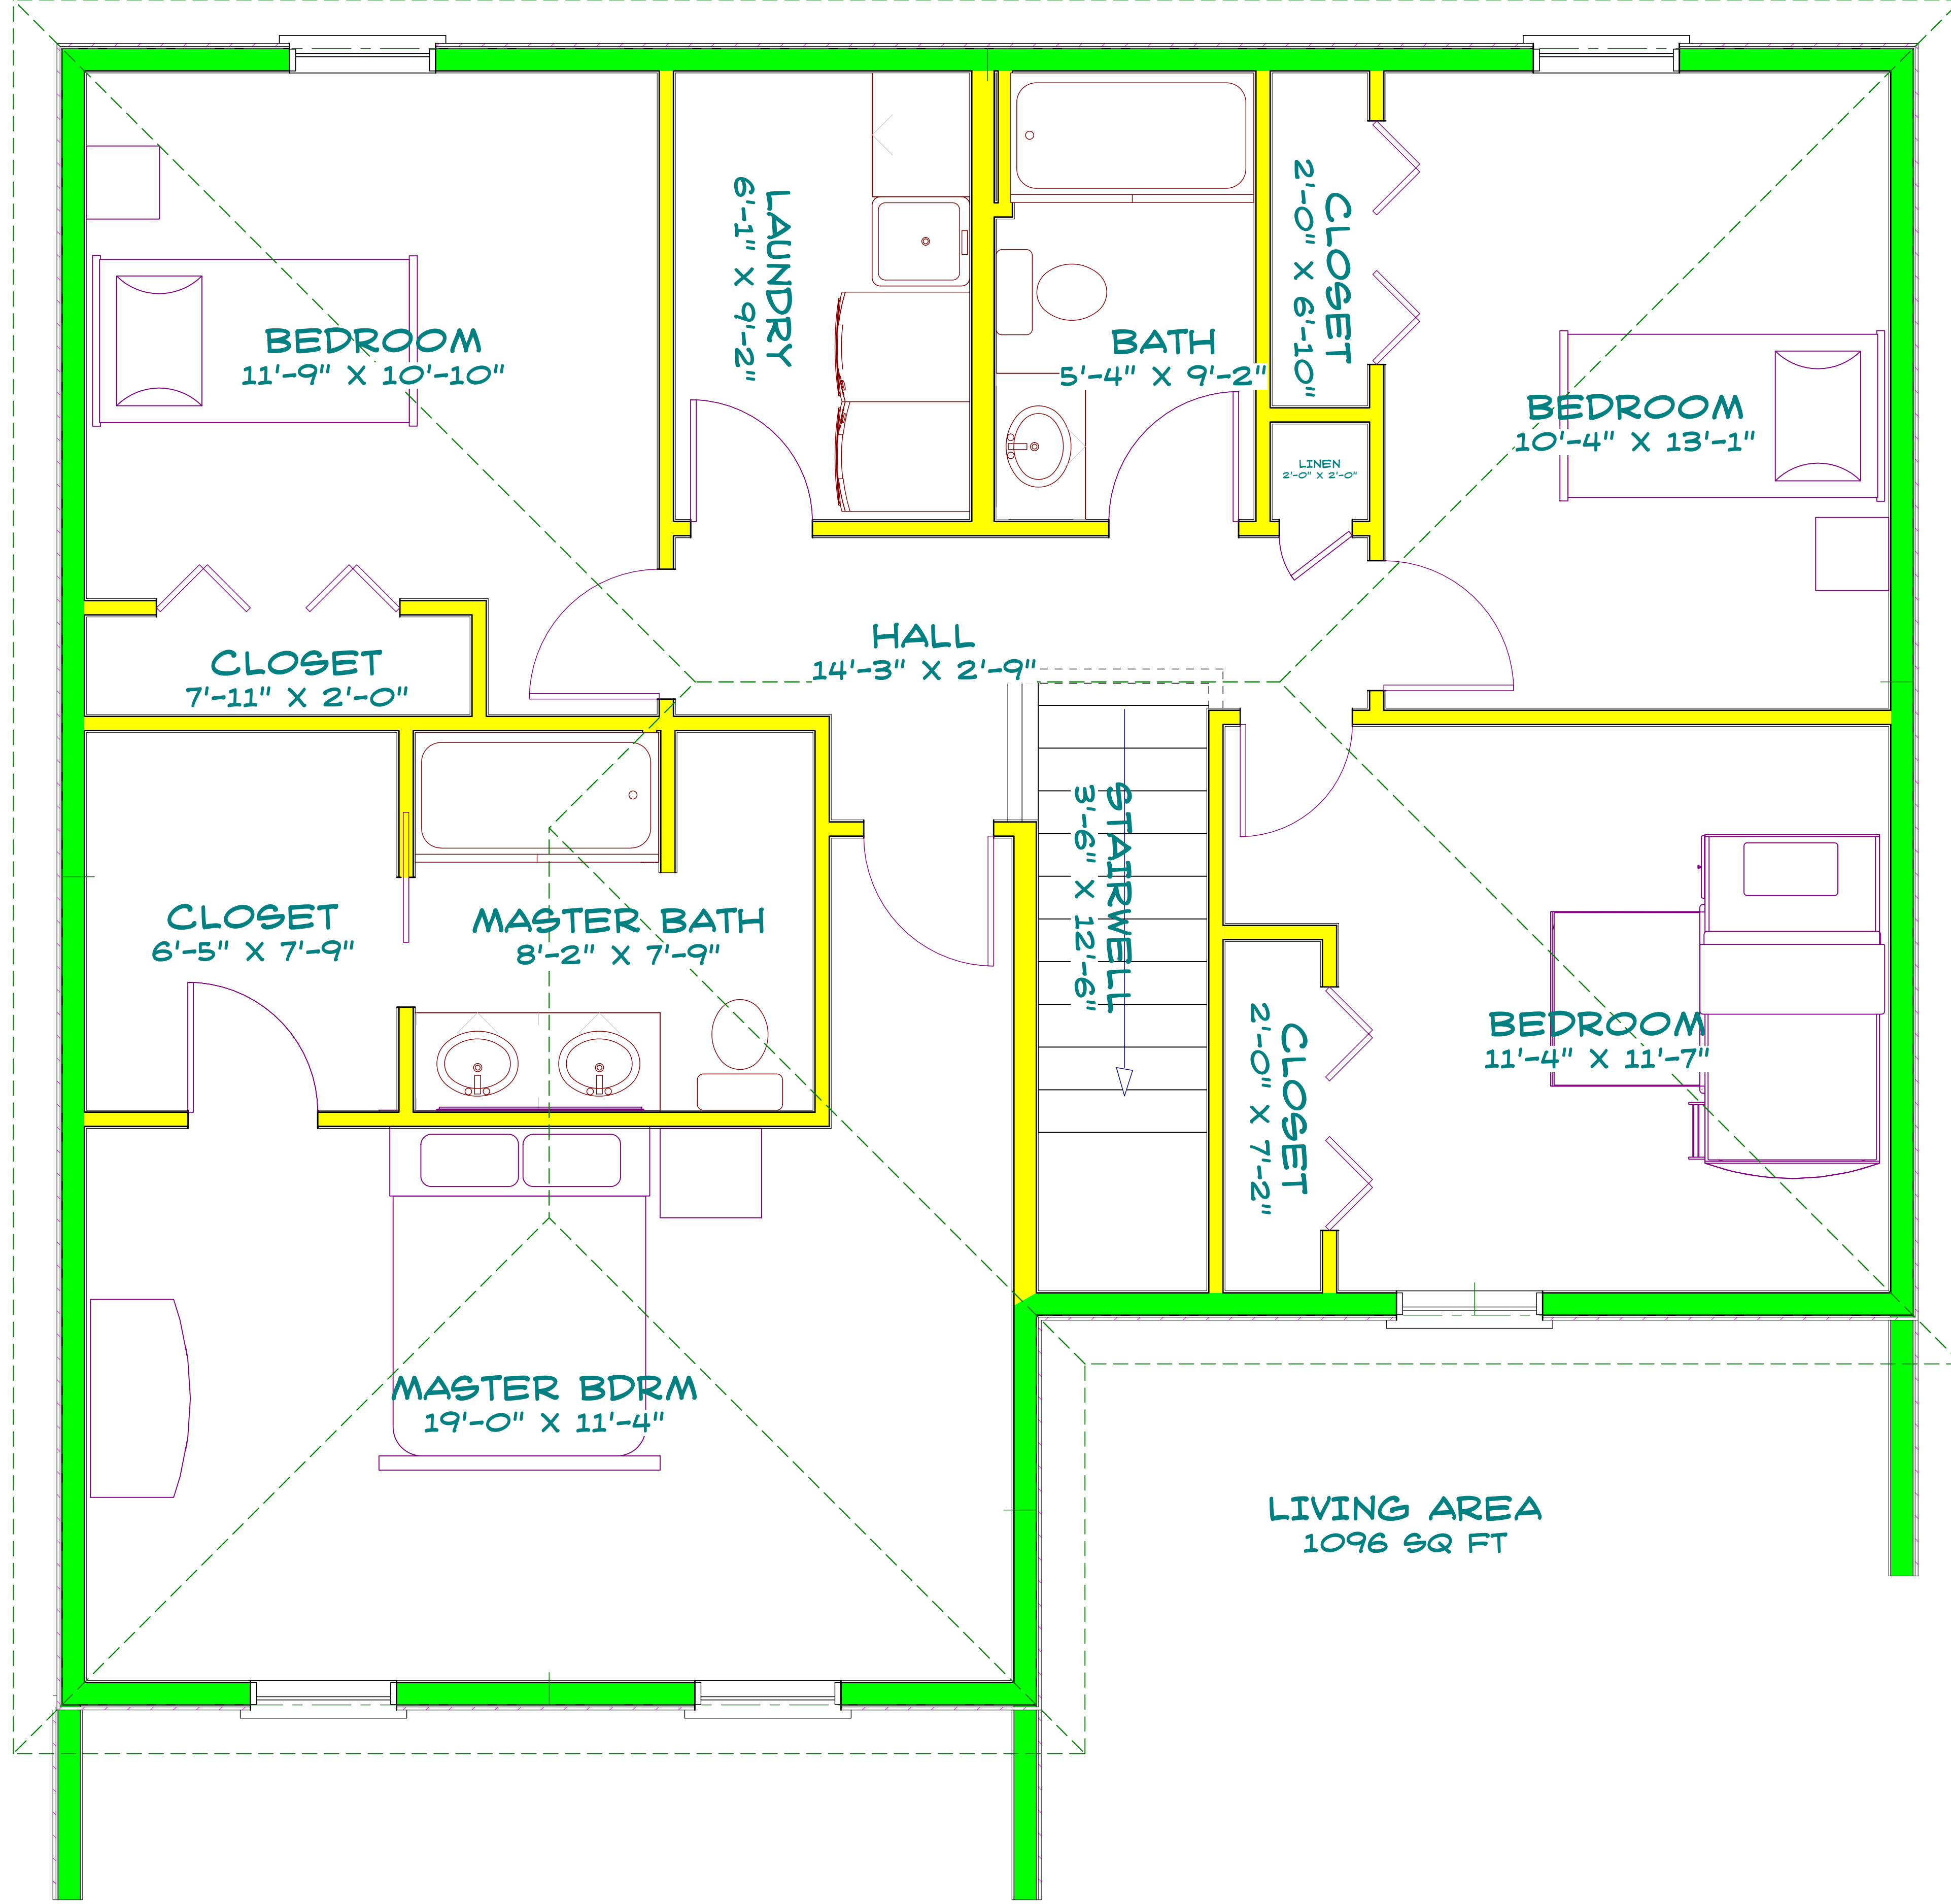 LAUNDRY
6'-1" X 9'-2"
CLOSET
2'-0" X 6'-10"
BEDROOM
11'-9" X 10'-10"
BATH
5'-4" X 9'-2"
BEDROOM
10'-4" X 13'-1"
LINEN
2'-0" X 2'-0"
HALL
14'-3" X 2'-9"
CLOSET
7'-11" X 2'-0"
STAIRWELL
3'-6" X 12'-6"
CLOSET
6'-5" X 7'-9"
MASTER BATH
8'-2" X 7'-9"
CLOSET
2'-0" X 7'-2"
BEDROOM
11'-4" X 11'-7"
MASTER BDRM
19'-0" X 11'-4"
LIVING AREA
1096 SQ FT